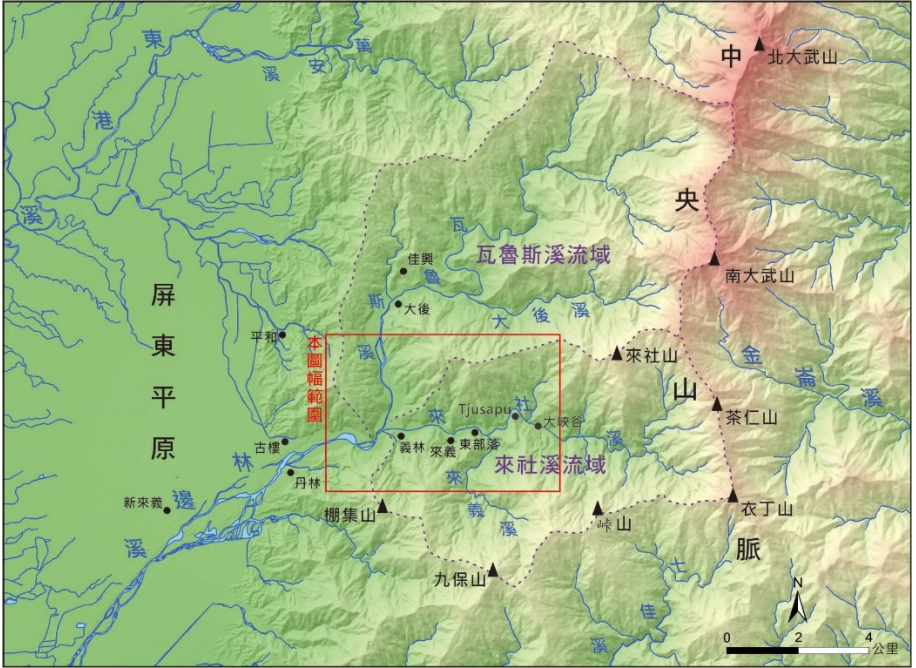 東港溪
萬安溪
中央山脈
北大武山
南大武山
瓦魯斯溪流域
瓦魯斯溪
佳興
大後
大後溪
屏東平原
平和
本圖幅範圍
來社山
金崙溪
茶仁山
Tjusapu
大峽谷
來社溪
義林
來義
東部落
來社溪流域
古樓
丹林
新來義
林邊溪
來義溪
棚集山
峠山
衣丁山
九保山
士
佳
溪
N
0 2 4
公里